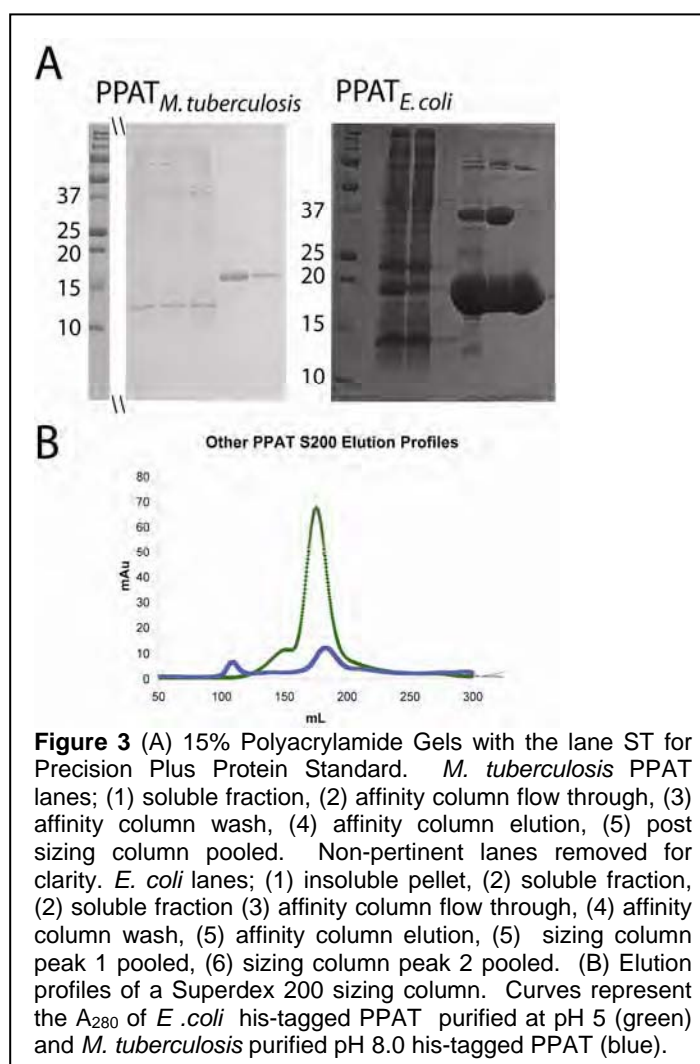 A
PPAT M. tuberculosis
PPAT E. coli
37
25
20
15
10
37
25
20
15
10
B
Other PPAT S200 Elution Profiles
mAu
80
70
60
50
40
30
20
10
0
50 100 150 200 250 300
mL
Figure 3 (A) 15% Polyacrylamide Gels with the lane ST for
Precision Plus Protein Standard. M. tuberculosis PPAT
lanes; (1) soluble fraction, (2) affinity column flow through, (3)
affinity column wash, (4) affinity column elution, (5) post
sizing column pooled. Non-pertinent lanes removed for
clarity. E. coli lanes; (1) insoluble pellet, (2) soluble fraction,
(2) soluble fraction (3) affinity column flow through, (4) affinity
column wash, (5) affinity column elution, (5) sizing column
peak 1 pooled, (6) sizing column peak 2 pooled. (B) Elution
profiles of a Superdex 200 sizing column. Curves represent
the A280 of E .coli his-tagged PPAT purified at pH 5 (green)
and M. tuberculosis purified pH 8.0 his-tagged PPAT (blue).